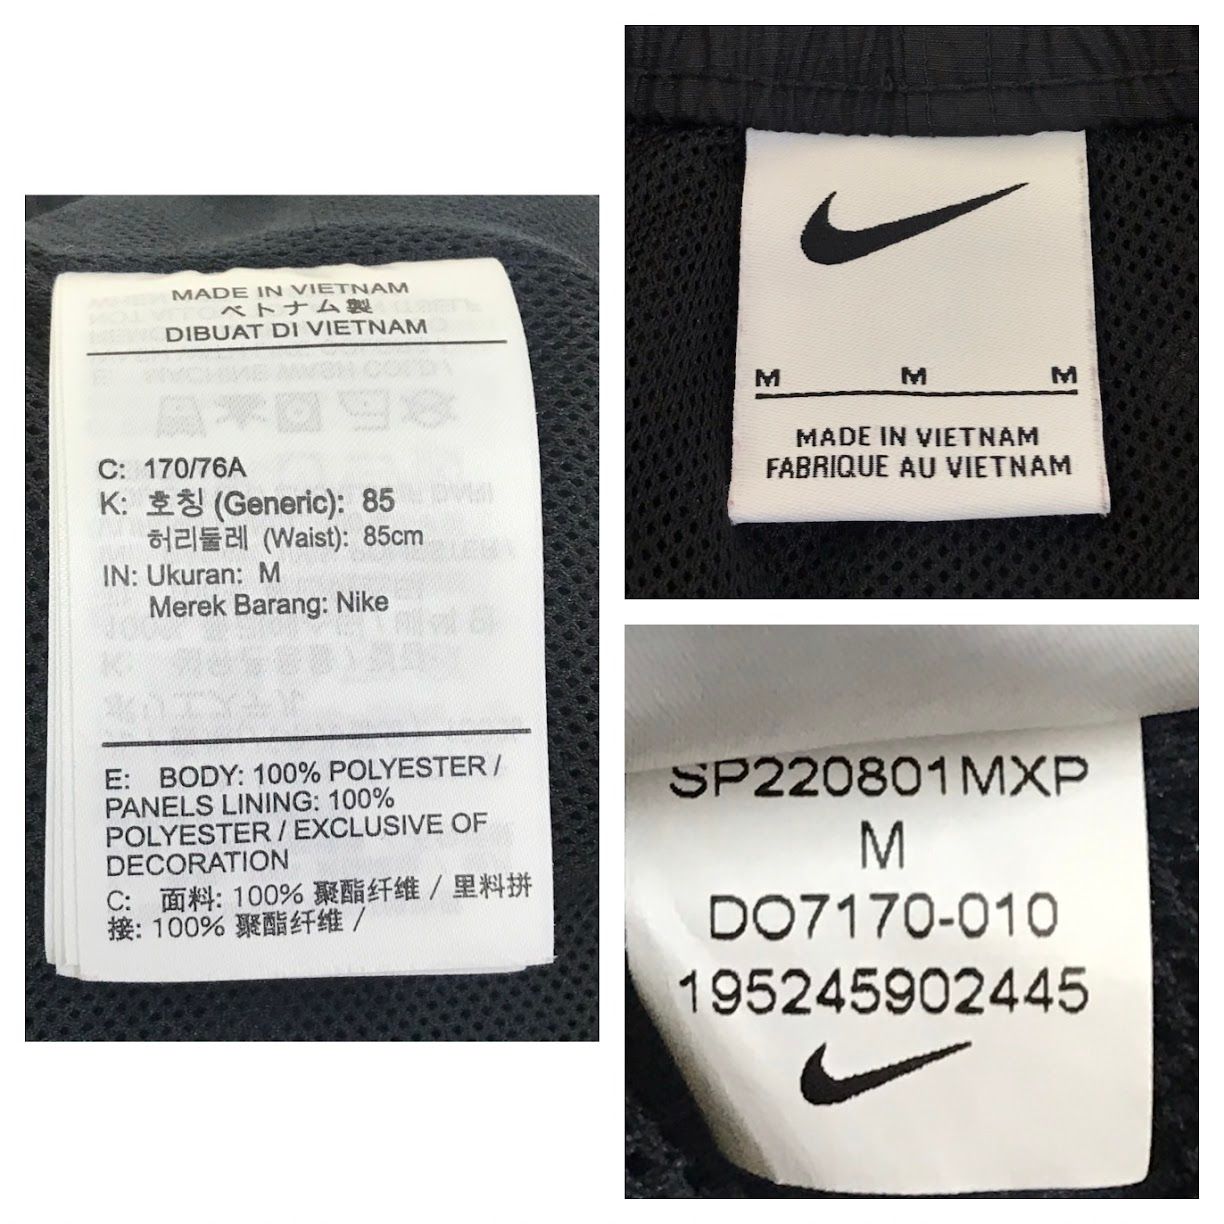 MADE IN VIETNAM
ベトナム製
DIBUAT DI VIETNAM
C: 170/76A
K: 호칭 (Generic): 85
허리둘레 (Waist): 85cm
IN: Ukuran: M
Merek Barang: Nike
E: BODY: 100% POLYESTER /
PANELS LINING: 100%
POLYESTER / EXCLUSIVE OF
DECORATION
C: 面料: 100% 聚酯纤维 / 里料拼
接: 100% 聚酯纤维 /
M M M
MADE IN VIETNAM
FABRIQUE AU VIETNAM
SP220801MXP
M
DO7170-010
195245902445